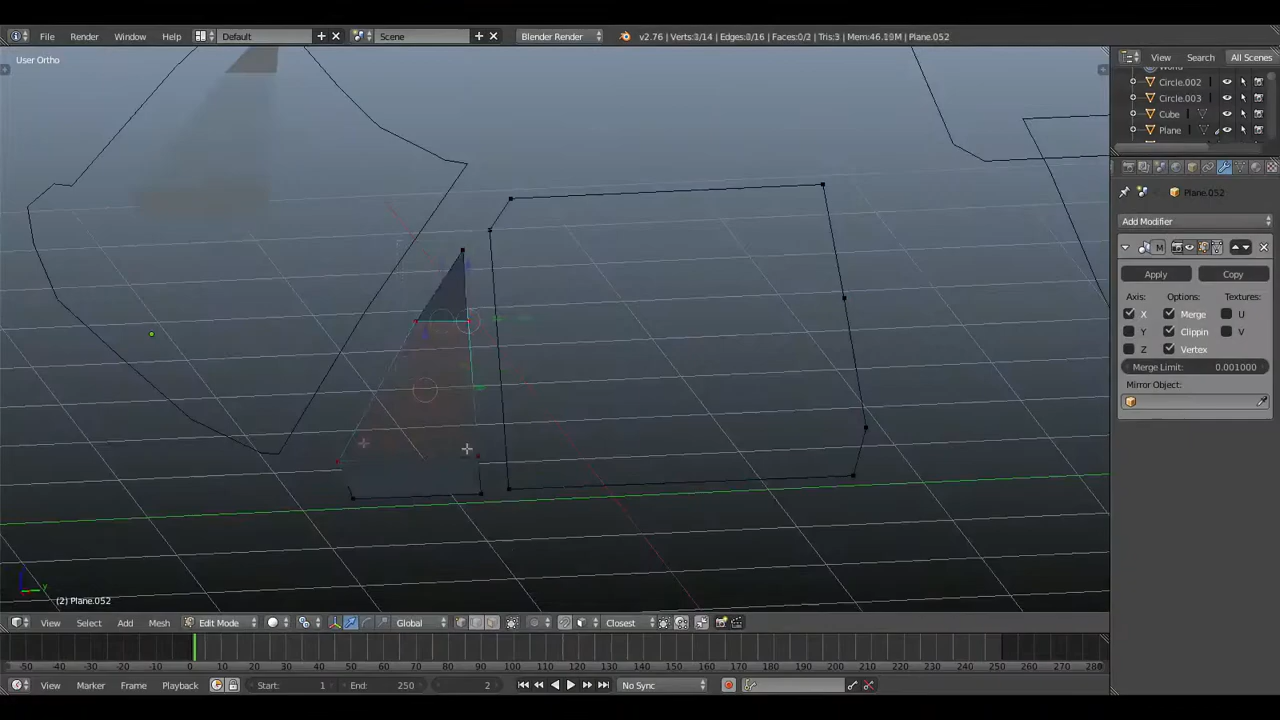 File Render Window Help Default Scene Blender Render v2.76 | Verts:3/14 | Edges:0/16 | Faces:0/2 | Tris:3 | Mem:46.19M | Plane.052
User Ortho
View Search All Scenes
Circle.002
Circle.003
Cube
Plane
Plane.052
Add Modifier
M
Apply Copy
Axis: Options: Textures:
X Merge U
Y Clippin V
Z Vertex
Merge Limit: 0.001000
Mirror Object:
y
(2) Plane.052
View Select Add Mesh Edit Mode Global Closest
-50 -40 -30 -20 -10 0 10 20 30 40 50 60 70 80 90 100 110 120 130 140 150 160 170 180 190 200 210 220 230 240 250 260 270 280
View Marker Frame Playback Start: 1 End: 250 2 No Sync